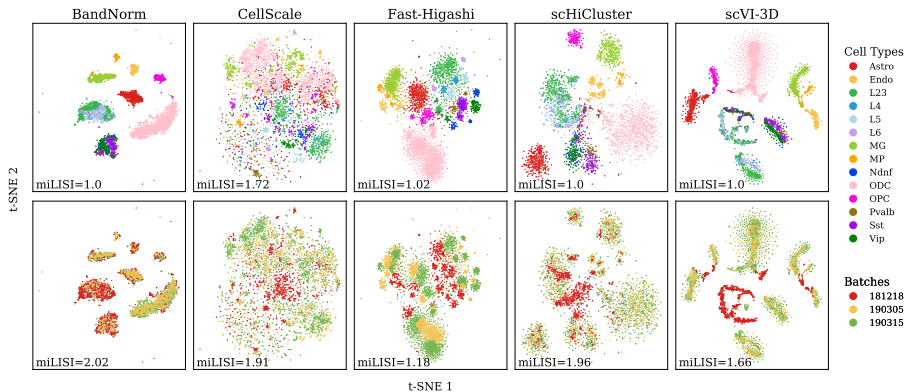 BandNorm
CellScale
Fast-Higashi
scHiCluster
scVI-3D
t-SNE 2
miLISI=1.0
miLISI=1.72
miLISI=1.02
miLISI=1.0
miLISI=1.0
Cell Types
Astro
Endo
L23
L4
L5
L6
MG
MP
Ndnf
ODC
OPC
Pvalb
Sst
Vip
miLISI=2.02
miLISI=1.91
miLISI=1.18
miLISI=1.96
miLISI=1.66
Batches
181218
190305
190315
t-SNE 1